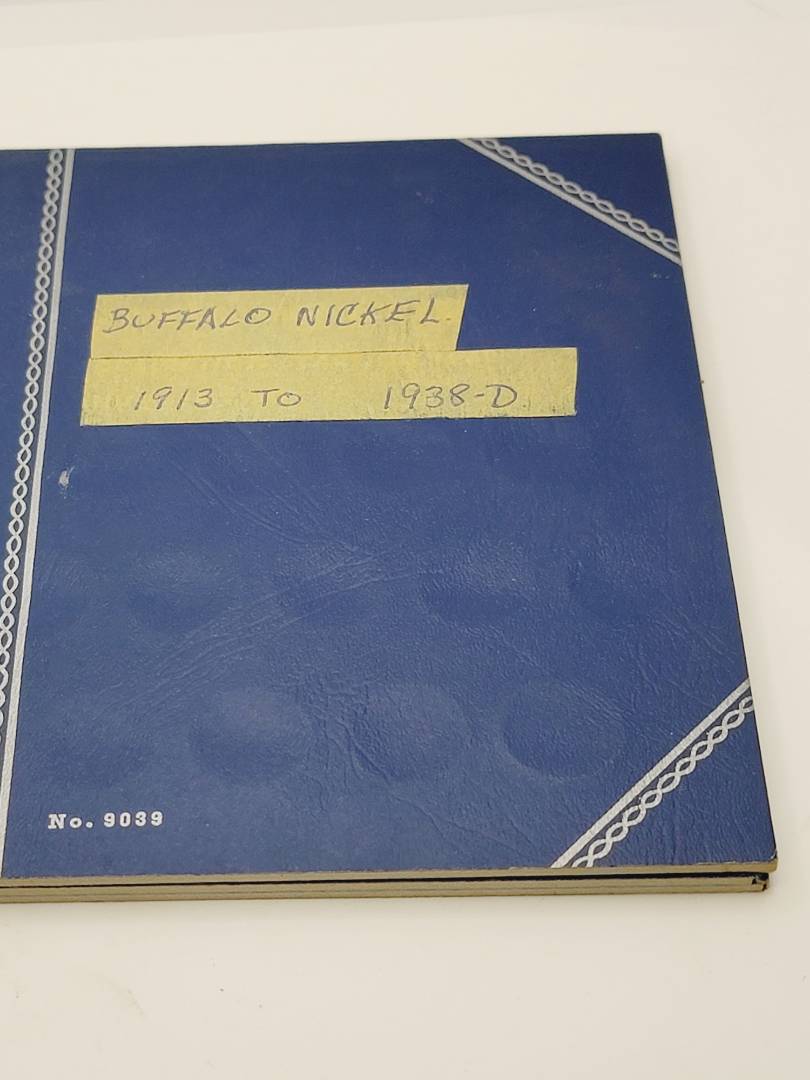 BUFFALO NICKEL.
1913 TO 1938-D
No. 9039